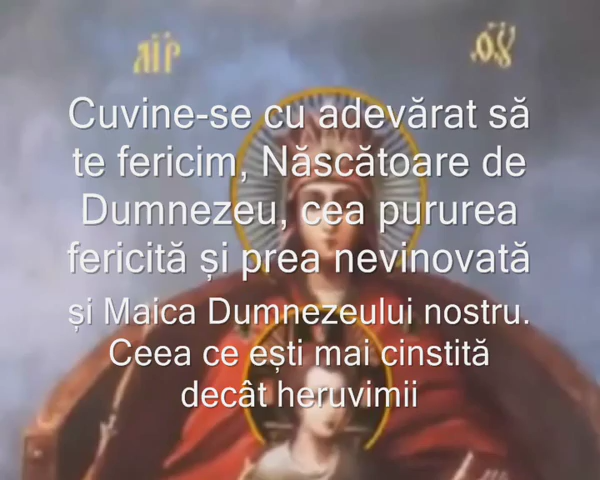 Cuvine-se cu adevărat să
te fericim, Născătoare de
Dumnezeu, cea pururea
fericită și prea nevinovată
și Maica Dumnezeului nostru.
Ceea ce ești mai cinstită
decât heruvimii